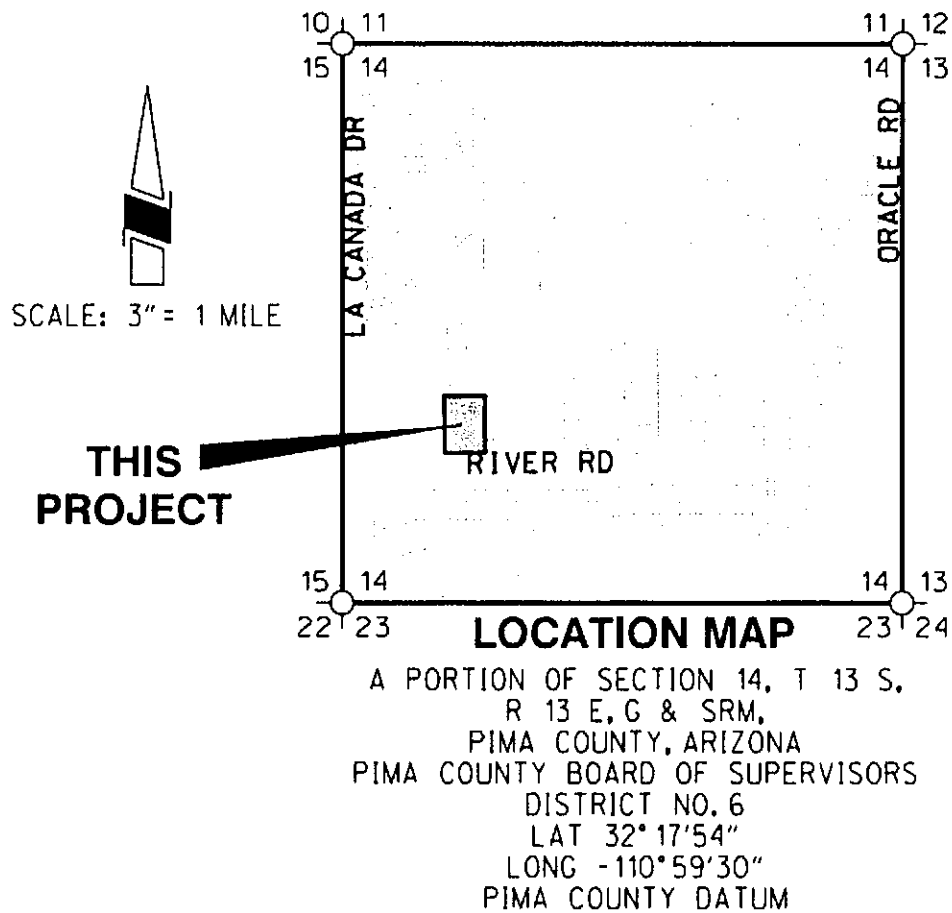 10 11
11 12
15 14
14 13
LA CANADA DR
ORACLE RD
SCALE: 3"= 1 MILE
THIS
PROJECT
RIVER RD
15 14
14 13
22 23
23 24
LOCATION MAP
A PORTION OF SECTION 14, T 13 S,
R 13 E, G & SRM,
PIMA COUNTY, ARIZONA
PIMA COUNTY BOARD OF SUPERVISORS
DISTRICT NO. 6
LAT 32°17'54"
LONG -110°59'30"
PIMA COUNTY DATUM